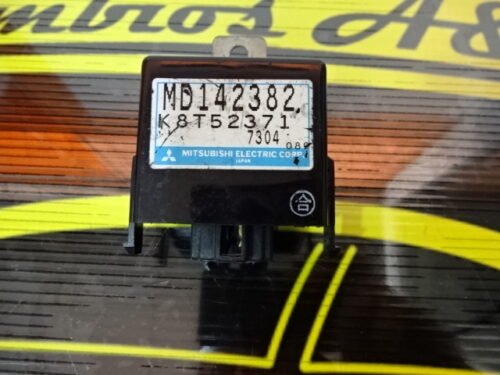 mbros A&
MD142382
K8T52371
7304
MITSUBISHI ELECTRIC CORP.
JAPAN
合